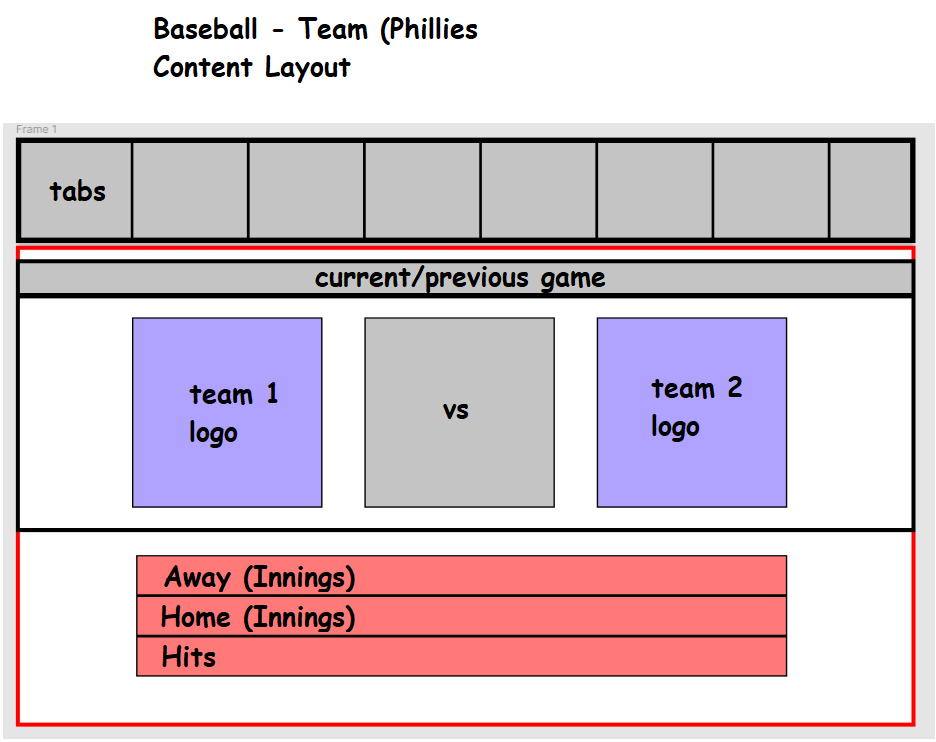 Baseball - Team (Phillies
Content Layout
Frame 1
tabs
current/previous game
team 1
logo
vs
team 2
logo
Away (Innings)
Home (Innings)
Hits